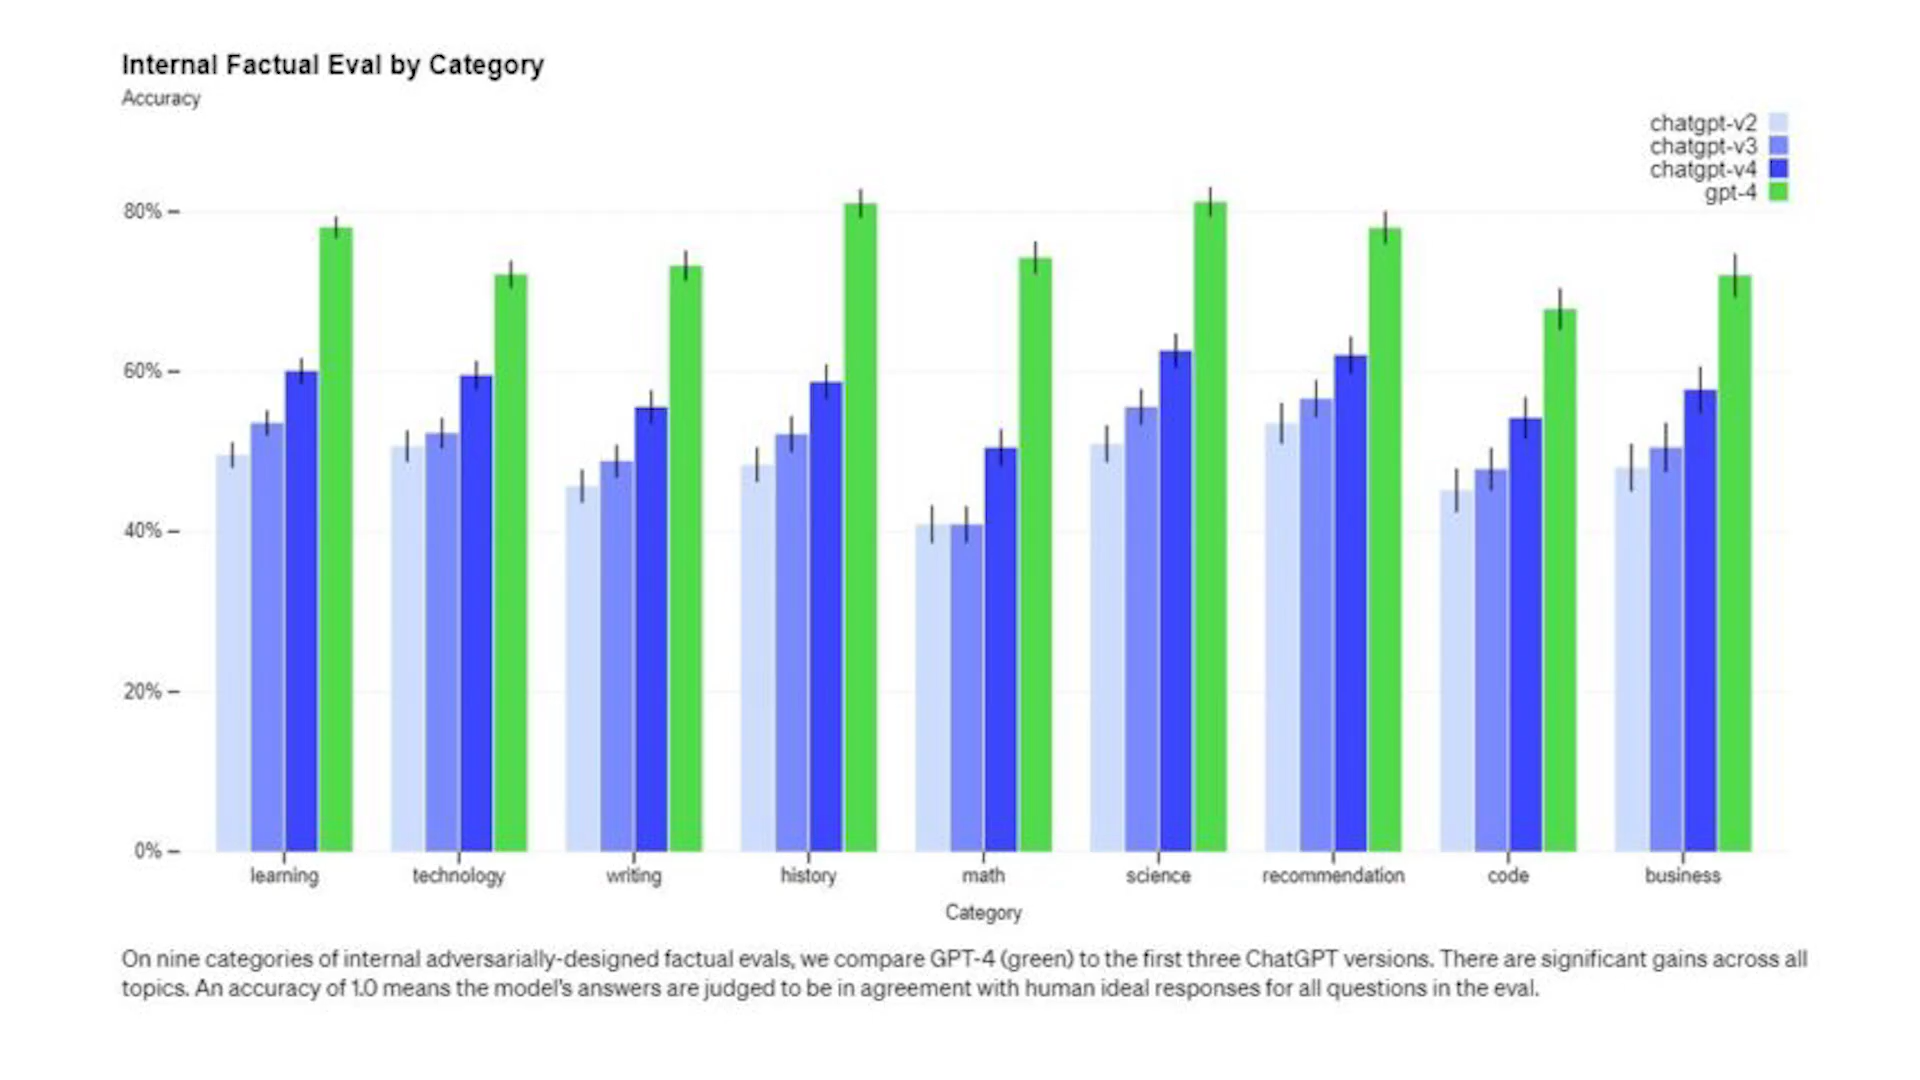 Internal Factual Eval by Category
Accuracy
chatgpt-v2
chatgpt-v3
chatgpt-v4
gpt-4
80%
60%
40%
20%
0%
learning technology writing history math science recommendation code business
Category
On nine categories of internal adversarially-designed factual evals, we compare GPT-4 (green) to the first three ChatGPT versions. There are significant gains across all
topics. An accuracy of 1.0 means the model's answers are judged to be in agreement with human ideal responses for all questions in the eval.